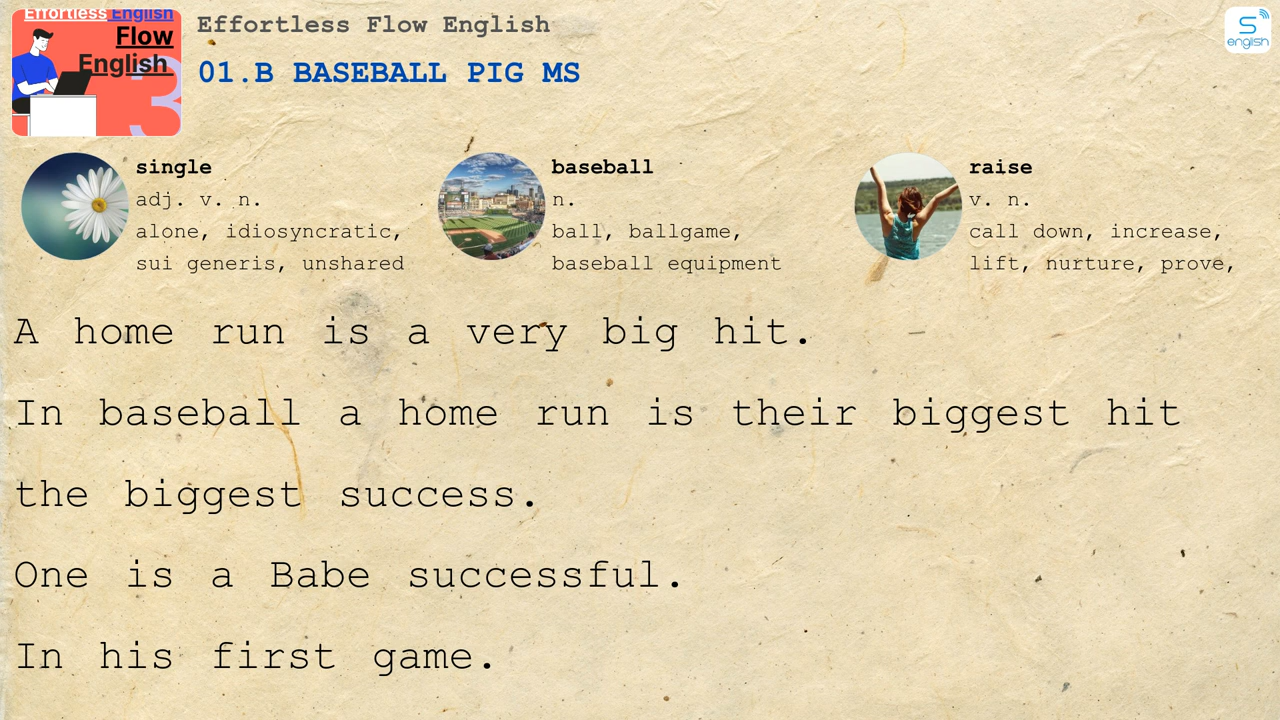 Effortless English
Flow
English
3
Effortless Flow English
01.B BASEBALL PIG MS
S
english
single
adj. v. n.
alone, idiosyncratic,
sui generis, unshared
baseball
n.
ball, ballgame,
baseball equipment
raise
v. n.
call down, increase,
lift, nurture, prove,
A home run is a very big hit.
In baseball a home run is their biggest hit
the biggest success.
One is a Babe successful.
In his first game.